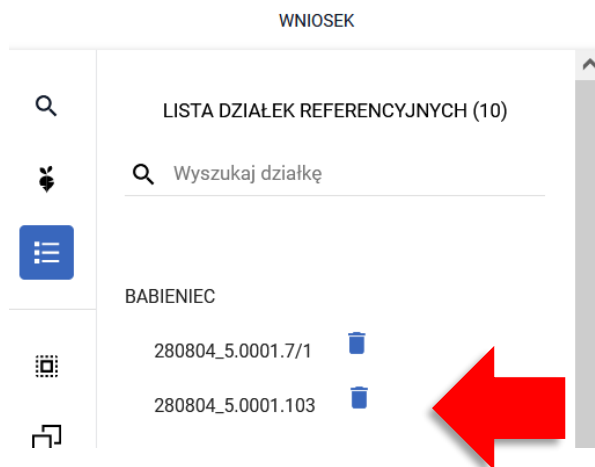 WNIOSEK
LISTA DZIAŁEK REFERENCYJNYCH (10)
Wyszukaj działkę
BABIENIEC
280804_5.0001.7/1
280804_5.0001.103